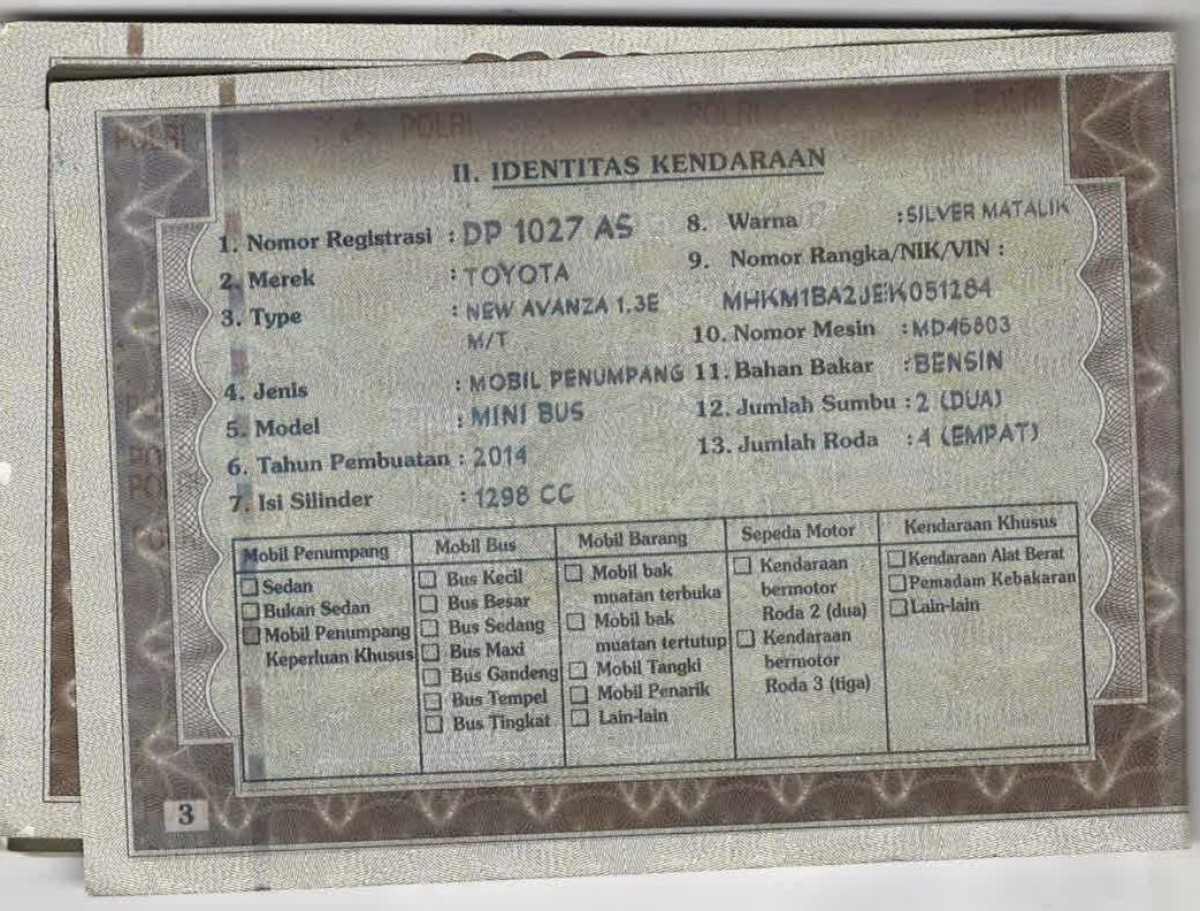 POLRI
POLRI
POLRI
POLRI
II. IDENTITAS KENDARAAN
1. Nomor Registrasi : DP 1027 AS
2. Merek : TOYOTA
3. Type : NEW AVANZA 1.3E
M/T
4. Jenis : MOBIL PENUMPANG
5. Model : MINI BUS
6. Tahun Pembuatan : 2014
7. Isi Silinder : 1298 CC
8. Warna : SILVER MATALIK
9. Nomor Rangka/NIK/VIN :
MHKM1BA2JEK051284
10. Nomor Mesin : MD46803
11. Bahan Bakar : BENSIN
12. Jumlah Sumbu : 2 (DUA)
13. Jumlah Roda : 4 (EMPAT)
Mobil Penumpang
Sedan
Bukan Sedan
Mobil Penumpang
Keperluan Khusus
Mobil Bus
Bus Kecil
Bus Besar
Bus Sedang
Bus Maxi
Bus Gandeng
Bus Tempel
Bus Tingkat
Mobil Barang
Mobil bak
muatan terbuka
Mobil bak
muatan tertutup
Mobil Tangki
Mobil Penarik
Lain-lain
Sepeda Motor
Kendaraan
bermotor
Roda 2 (dua)
Kendaraan
bermotor
Roda 3 (tiga)
Kendaraan Khusus
Kendaraan Alat Berat
Pemadam Kebakaran
Lain-lain
3